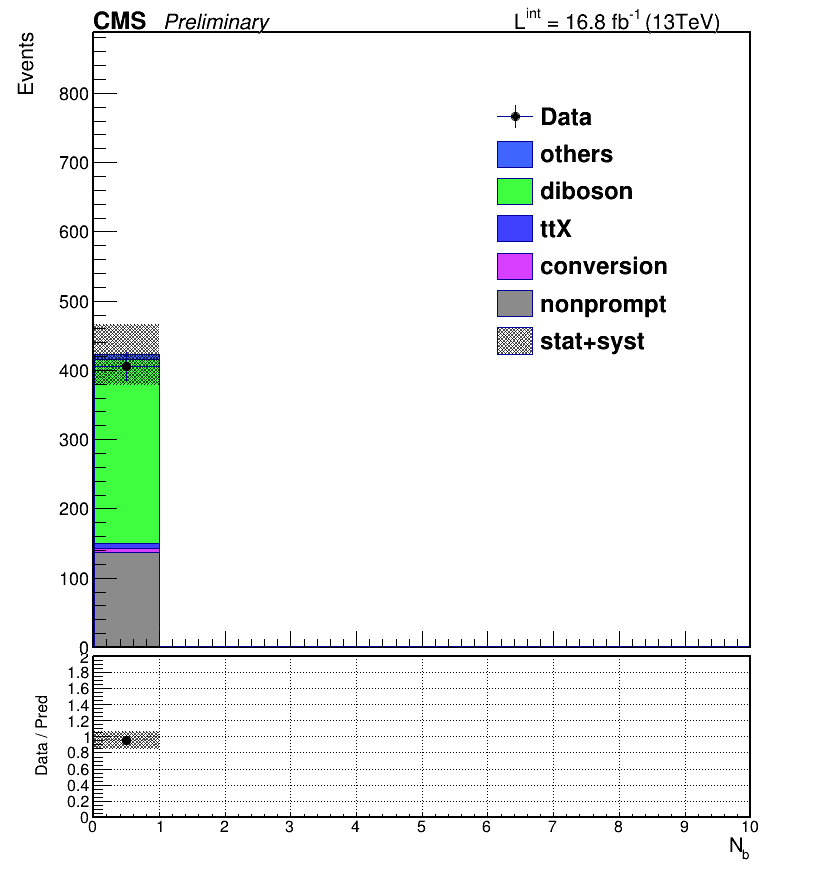 CMS Preliminary L^int = 16.8 fb^-1 (13TeV)
Events
800
700
600
500
400
300
200
100
0
Data
others
diboson
ttX
conversion
nonprompt
stat+syst
Data / Pred
2
1.8
1.6
1.4
1.2
1
0.8
0.6
0.4
0.2
0
0 1 2 3 4 5 6 7 8 9 10
N_b